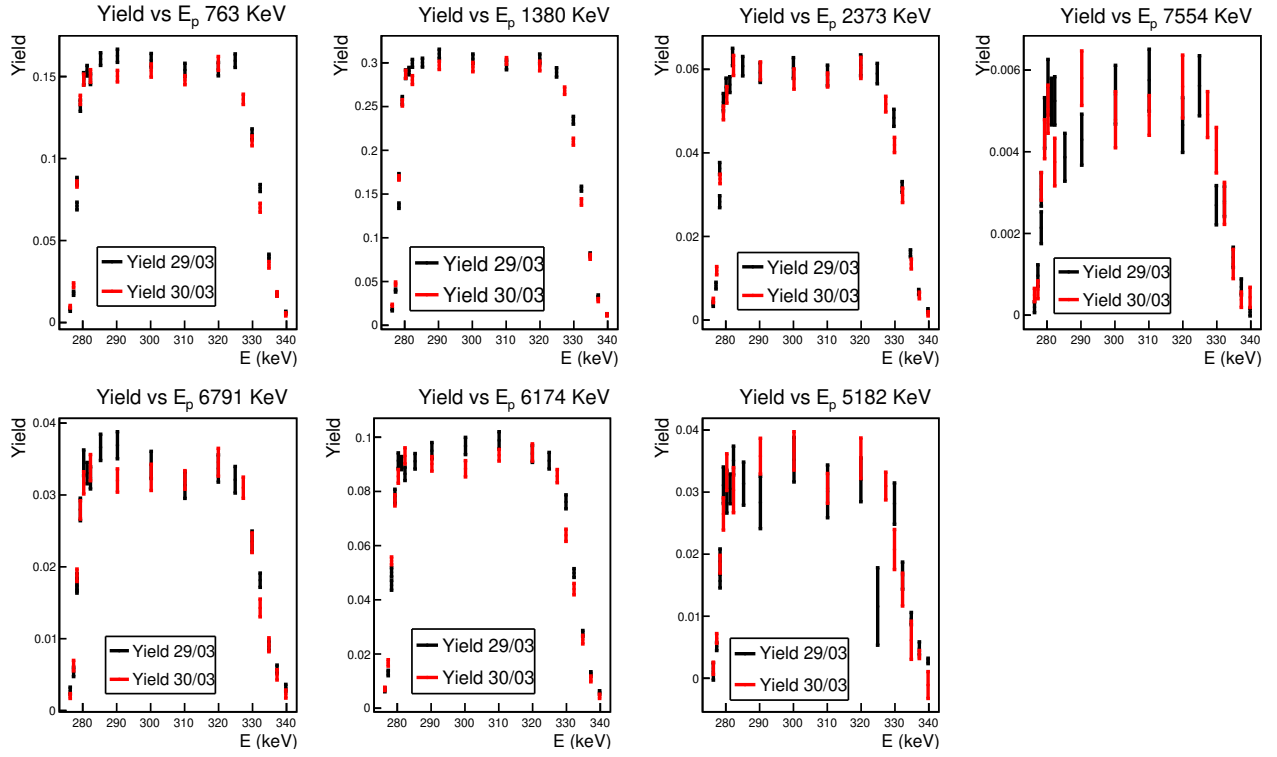 Yield vs Ep 763 KeV
Yield
0.15
0.1
0.05
0
Yield 29/03
Yield 30/03
280 290 300 310 320 330 340
E (keV)
Yield vs Ep 1380 KeV
Yield
0.3
0.25
0.2
0.15
0.1
0.05
0
Yield 29/03
Yield 30/03
280 290 300 310 320 330 340
E (keV)
Yield vs Ep 2373 KeV
Yield
0.06
0.04
0.02
0
Yield 29/03
Yield 30/03
280 290 300 310 320 330 340
E (keV)
Yield vs Ep 7554 KeV
Yield
0.006
0.004
0.002
0
Yield 29/03
Yield 30/03
280 290 300 310 320 330 340
E (keV)
Yield vs Ep 6791 KeV
Yield
0.04
0.03
0.02
0.01
0
Yield 29/03
Yield 30/03
280 290 300 310 320 330 340
E (keV)
Yield vs Ep 6174 KeV
Yield
0.1
0.08
0.06
0.04
0.02
0
Yield 29/03
Yield 30/03
280 290 300 310 320 330 340
E (keV)
Yield vs Ep 5182 KeV
Yield
0.04
0.03
0.02
0.01
0
Yield 29/03
Yield 30/03
280 290 300 310 320 330 340
E (keV)